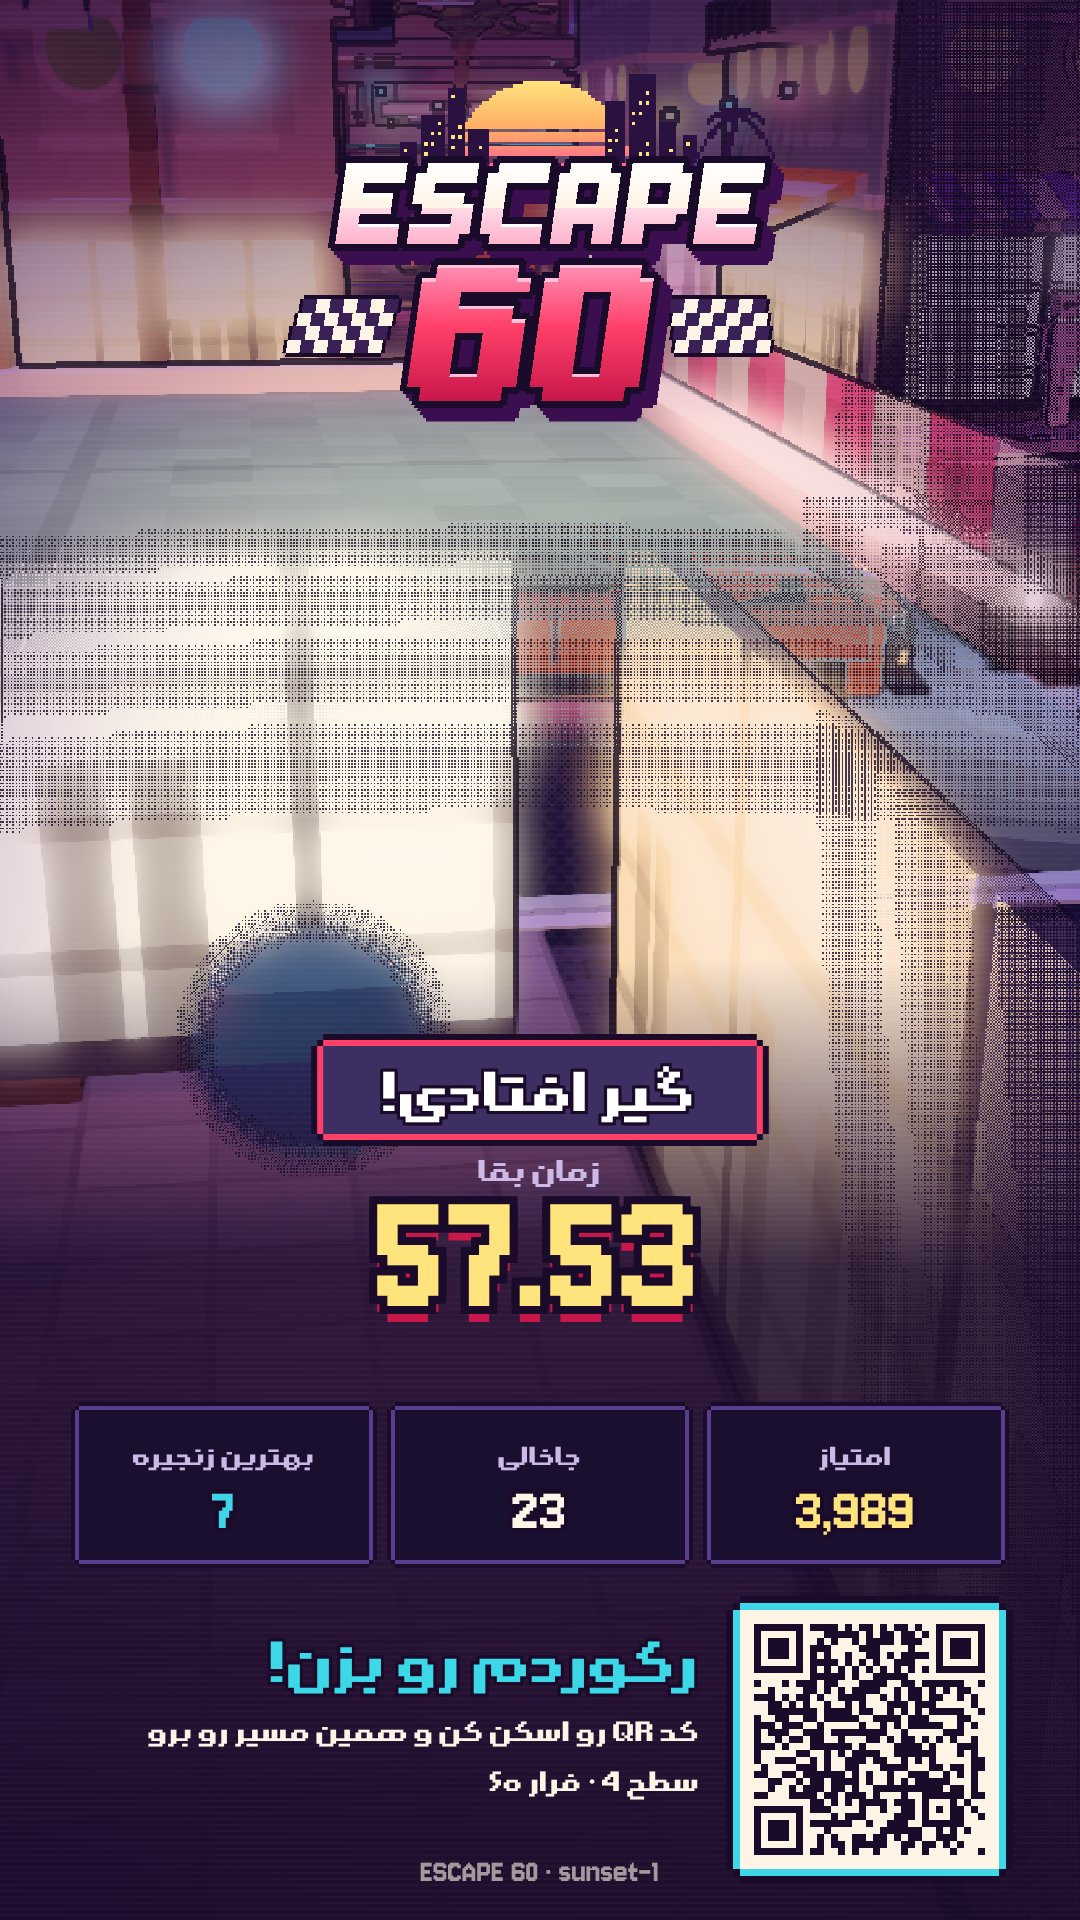 ESCAPE
60
گیر افتادی!
زمان بقا
57.53
امتیاز
3,989
جاخالی
23
بهترین زنجیره
7
رکوردم رو بزن!
کد QR رو اسکن کن و همین مسیر رو برو
سطح 4 · فرار ۶۰
ESCAPE 60 · sunset-1